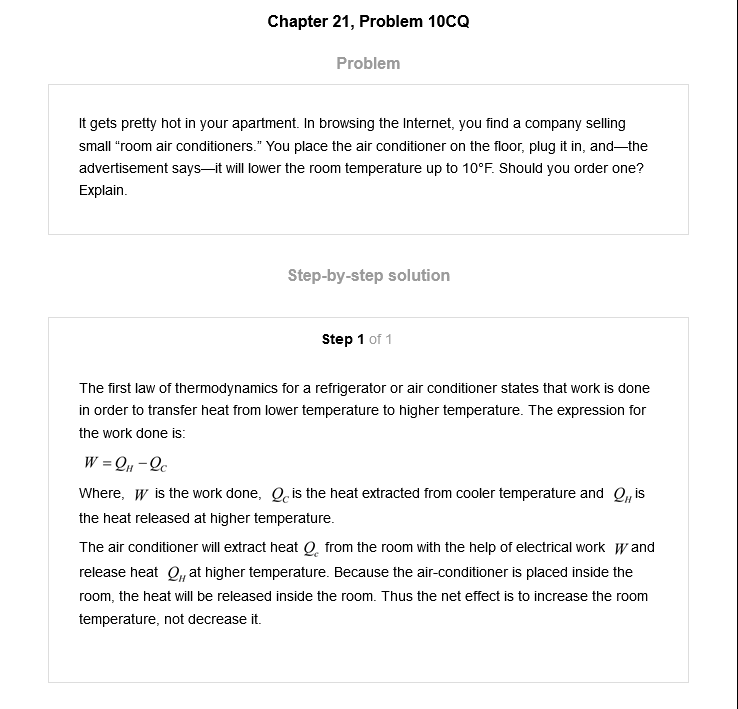 Chapter 21, Problem 10CQ
Problem
It gets pretty hot in your apartment. In browsing the Internet, you find a company selling
small “room air conditioners.” You place the air conditioner on the floor, plug it in, and—the
advertisement says—it will lower the room temperature up to 10°F. Should you order one?
Explain.
Step-by-step solution
Step 1 of 1
The first law of thermodynamics for a refrigerator or air conditioner states that work is done
in order to transfer heat from lower temperature to higher temperature. The expression for
the work done is:
W = Q_H − Q_C
Where, W is the work done, Q_C is the heat extracted from cooler temperature and Q_H is
the heat released at higher temperature.
The air conditioner will extract heat Q_c from the room with the help of electrical work W and
release heat Q_H at higher temperature. Because the air-conditioner is placed inside the
room, the heat will be released inside the room. Thus the net effect is to increase the room
temperature, not decrease it.